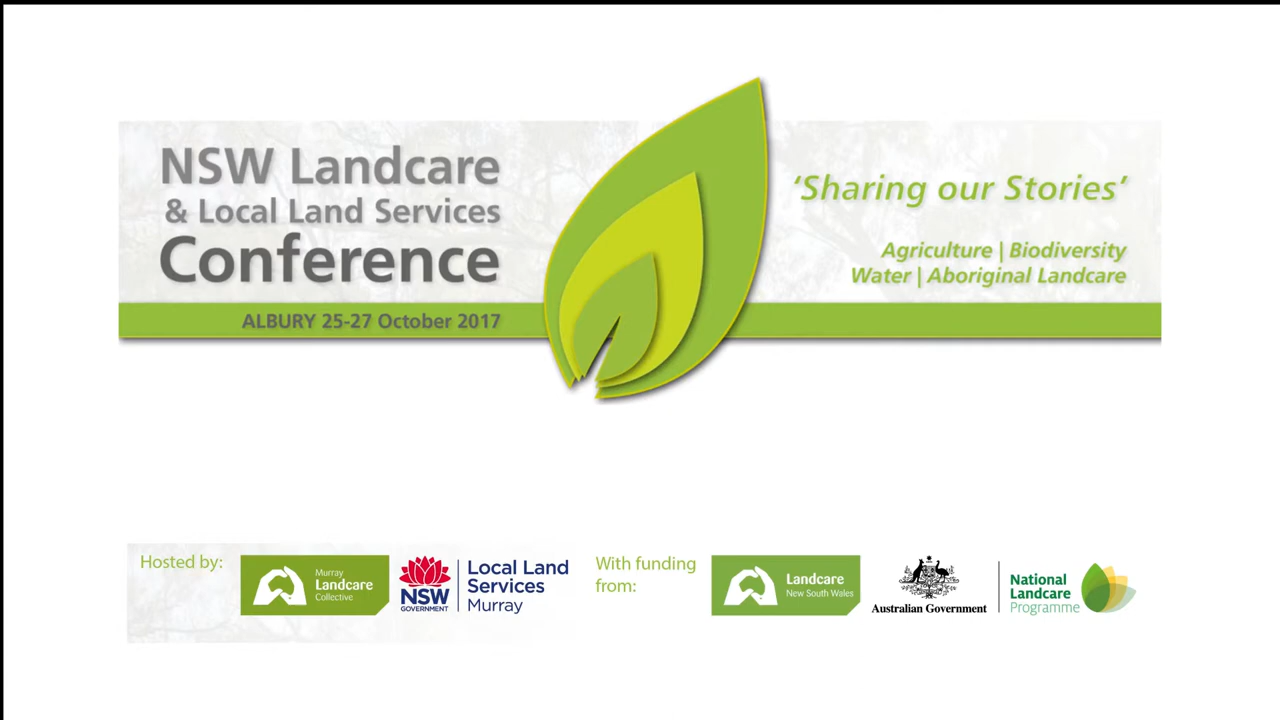 NSW Landcare
& Local Land Services
Conference
ALBURY 25-27 October 2017
‘Sharing our Stories’
Agriculture | Biodiversity
Water | Aboriginal Landcare
Hosted by:
Murray
Landcare
Collective
NSW
GOVERNMENT
Local Land
Services
Murray
With funding
from:
Landcare
New South Wales
Australian Government
National
Landcare
Programme